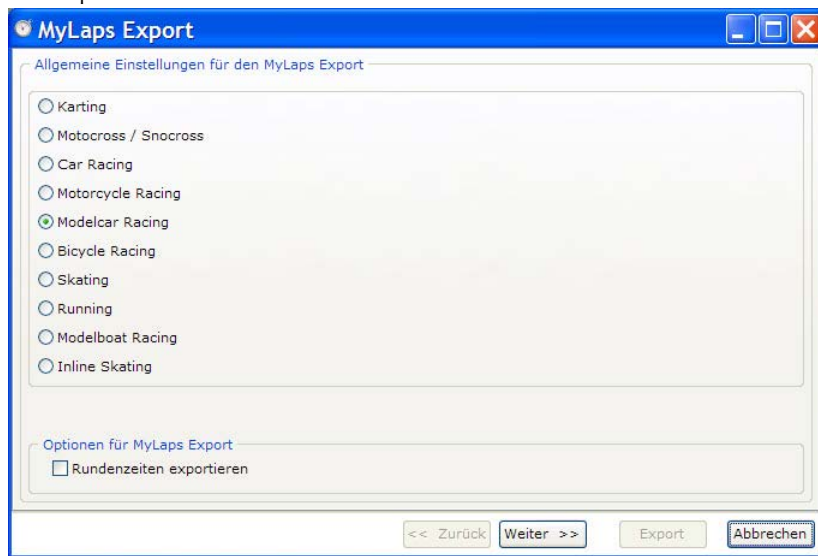 MyLaps Export
Allgemeine Einstellungen für den MyLaps Export
Karting
Motocross / Snocross
Car Racing
Motorcycle Racing
Modelcar Racing
Bicycle Racing
Skating
Running
Modelboat Racing
Inline Skating
Optionen für MyLaps Export
Rundenzeiten exportieren
<< Zurück Weiter >> Export Abbrechen